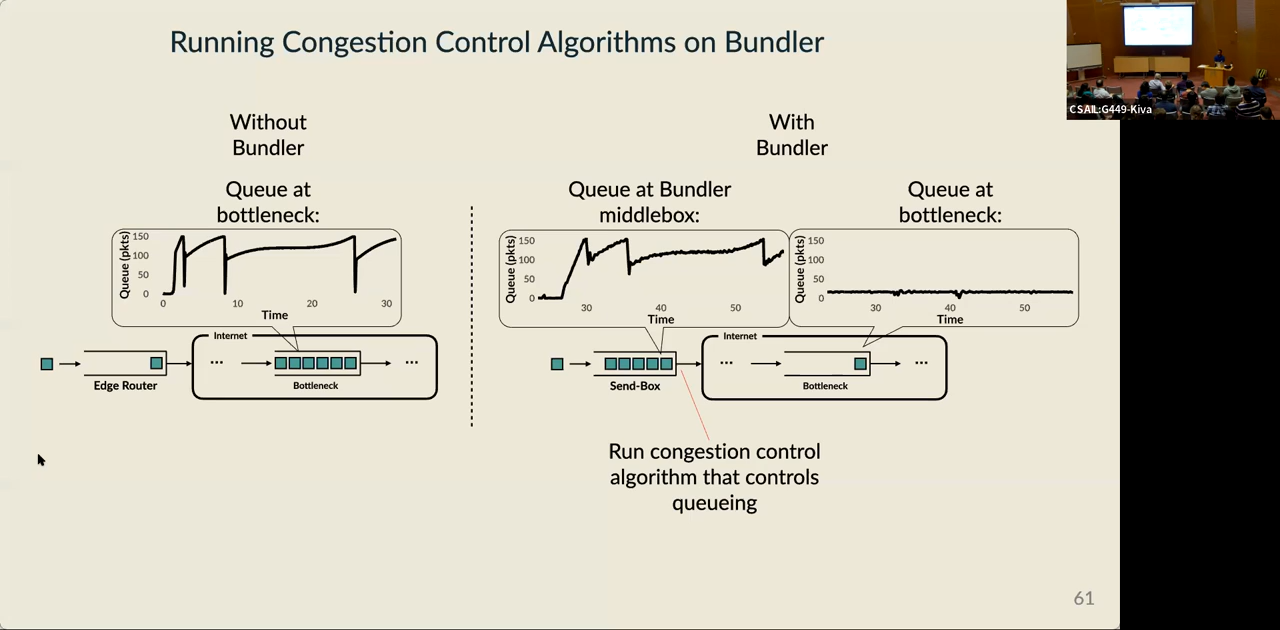 Running Congestion Control Algorithms on Bundler
CSAIL:G449-Kiva
Without
Bundler
Queue at
bottleneck:
Queue (pkts)
150
100
50
0
0
10
20
30
Time
Internet
...
...
Edge Router
Bottleneck
With
Bundler
Queue at Bundler
middlebox:
Queue (pkts)
150
100
50
0
30
40
50
Time
Queue at
bottleneck:
Queue (pkts)
150
100
50
0
30
40
50
Time
Internet
...
...
Send-Box
Bottleneck
Run congestion control
algorithm that controls
queueing
61